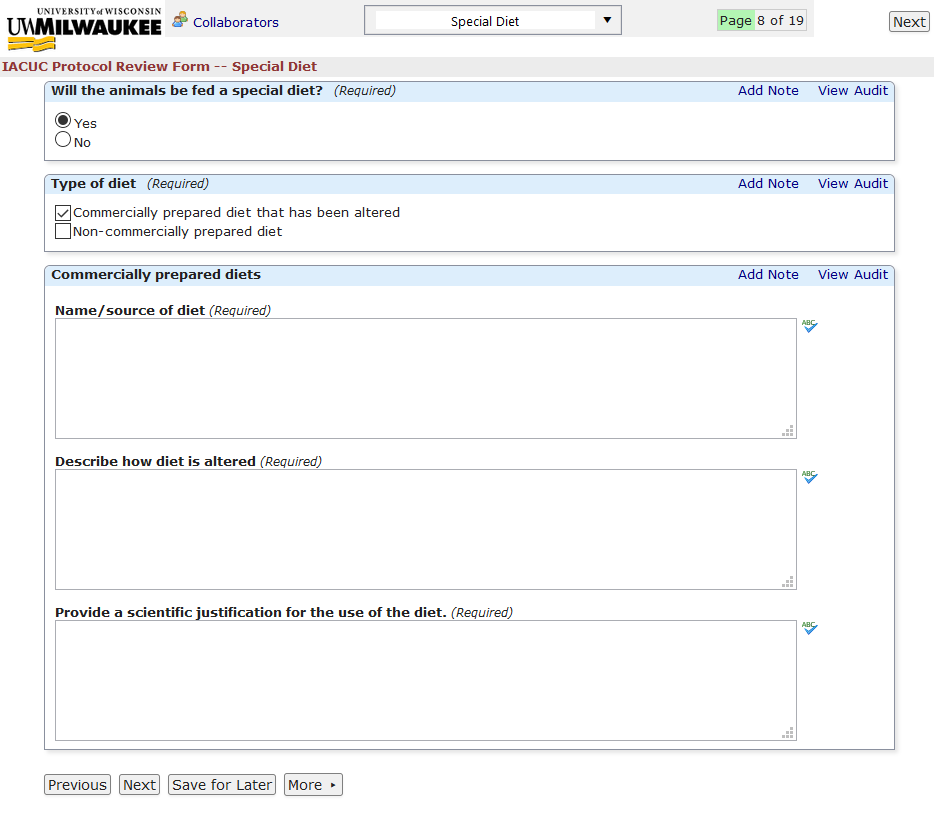 UNIVERSITY of WISCONSIN
UWMILWAUKEE
Collaborators
Special Diet
Page 8 of 19
Next
IACUC Protocol Review Form -- Special Diet
Will the animals be fed a special diet? (Required) Add Note View Audit
Yes
No
Type of diet (Required) Add Note View Audit
Commercially prepared diet that has been altered
Non-commercially prepared diet
Commercially prepared diets Add Note View Audit
Name/source of diet (Required)
ABC
Describe how diet is altered (Required)
ABC
Provide a scientific justification for the use of the diet. (Required)
ABC
Previous Next Save for Later More